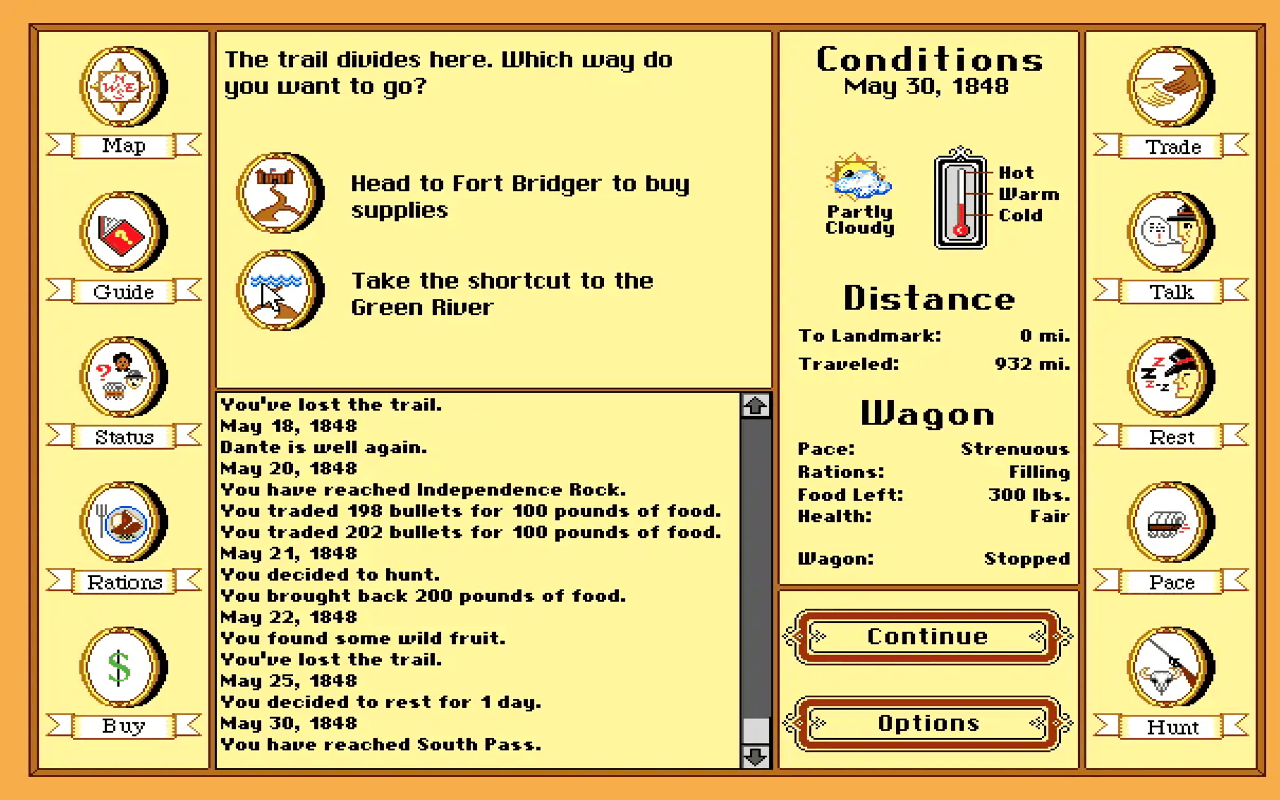 The trail divides here. Which way do
you want to go?
Head to Fort Bridger to buy
supplies
Take the shortcut to the
Green River
Map
Guide
Status
Rations
Buy
You've lost the trail.
May 18, 1848
Dante is well again.
May 20, 1848
You have reached Independence Rock.
You traded 198 bullets for 100 pounds of food.
You traded 202 bullets for 100 pounds of food.
May 21, 1848
You decided to hunt.
You brought back 200 pounds of food.
May 22, 1848
You found some wild fruit.
You've lost the trail.
May 25, 1848
You decided to rest for 1 day.
May 30, 1848
You have reached South Pass.
Conditions
May 30, 1848
Partly
Cloudy
Hot
Warm
Cold
Distance
To Landmark: 0 mi.
Traveled: 932 mi.
Wagon
Pace: Strenuous
Rations: Filling
Food Left: 300 lbs.
Health: Fair
Wagon: Stopped
Continue
Options
Trade
Talk
Rest
Pace
Hunt
N
W S E
?
?
$
Z
Z Z
Z-Z